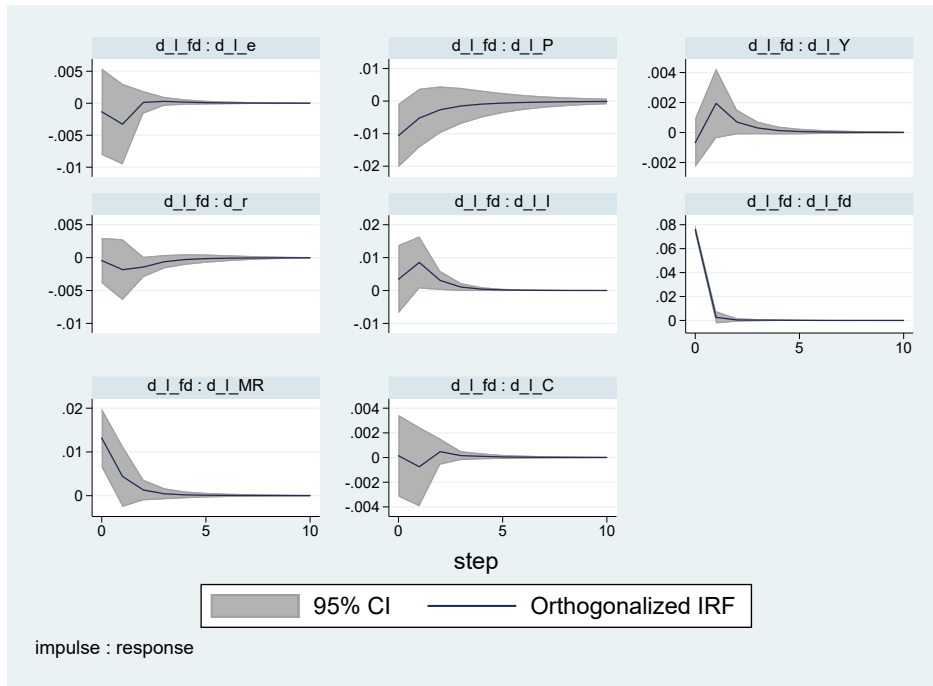 d_l_fd : d_l_e
.005
0
-.005
-.01
d_l_fd : d_l_P
.01
0
-.01
-.02
d_l_fd : d_l_Y
.004
.002
0
-.002
d_l_fd : d_r
.005
0
-.005
-.01
d_l_fd : d_l_I
.02
.01
0
-.01
d_l_fd : d_l_fd
.08
.06
.04
.02
0
0 5 10
d_l_fd : d_l_MR
.02
.01
0
0 5 10
d_l_fd : d_l_C
.004
.002
0
-.002
-.004
0 5 10
step
95% CI Orthogonalized IRF
impulse : response